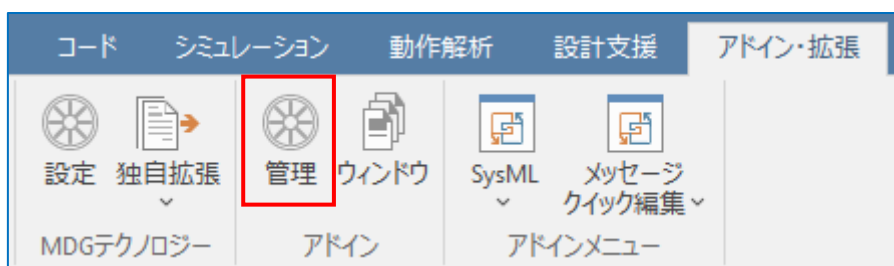 コード シミュレーション 動作解析 設計支援 アドイン・拡張
設定 独自拡張 管理 ウィンドウ SysML メッセージ
クイック編集
MDGテクノロジー アドイン アドインメニュー